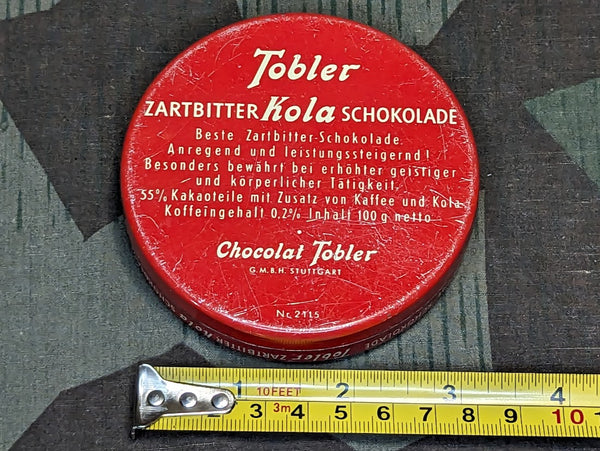 Tobler
ZARTBITTER Kola SCHOKOLADE
Beste Zartbitter-Schokolade.
Anregend und leistungssteigernd!
Besonders bewährt bei erhöhter geistiger
und körperlicher Tätigkeit.
55% Kakaoteile mit Zusatz von Kaffee und Kola
Koffeingehalt 0,2% Inhalt 100 g netto
Chocolat Tobler
G.M.B.H. STUTTGART
Nr. 2115
Tobler ZARTBITTER Kola
Tobler
SCHOKOLADE
1 10FEET 2 3 4
3 3m 4 5 6 7 8 9 10